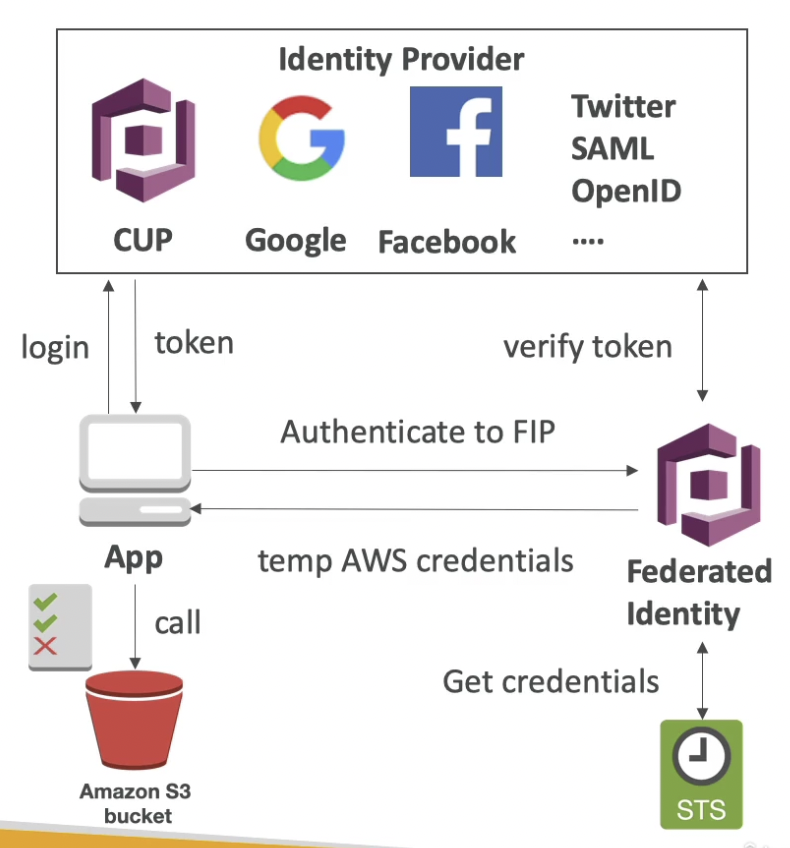 Identity Provider
Twitter
SAML
OpenID
....
CUP
Google
Facebook
login
token
verify token
Authenticate to FIP
App
temp AWS credentials
Federated
Identity
call
Get credentials
Amazon S3
bucket
STS